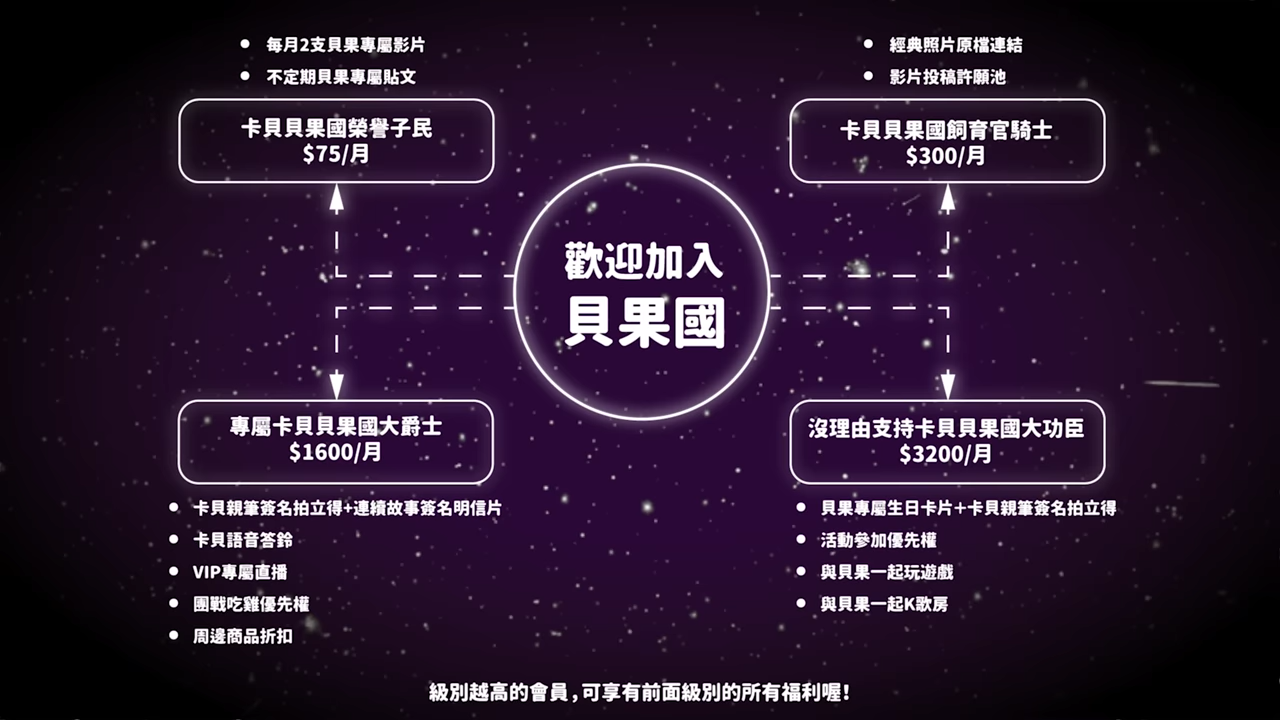 每月2支貝果專屬影片
不定期貝果專屬貼文
卡貝貝果國榮譽子民
$75/月
經典照片原檔連結
影片投稿許願池
卡貝貝果國飼育官騎士
$300/月
歡迎加入
貝果國
專屬卡貝貝果國大爵士
$1600/月
卡貝親筆簽名拍立得+連續故事簽名明信片
卡貝語音答鈴
VIP專屬直播
團戰吃雞優先權
周邊商品折扣
沒理由支持卡貝貝果國大功臣
$3200/月
貝果專屬生日卡片+卡貝親筆簽名拍立得
活動參加優先權
與貝果一起玩遊戲
與貝果一起K歌房
級別越高的會員,可享有前面級別的所有福利喔!